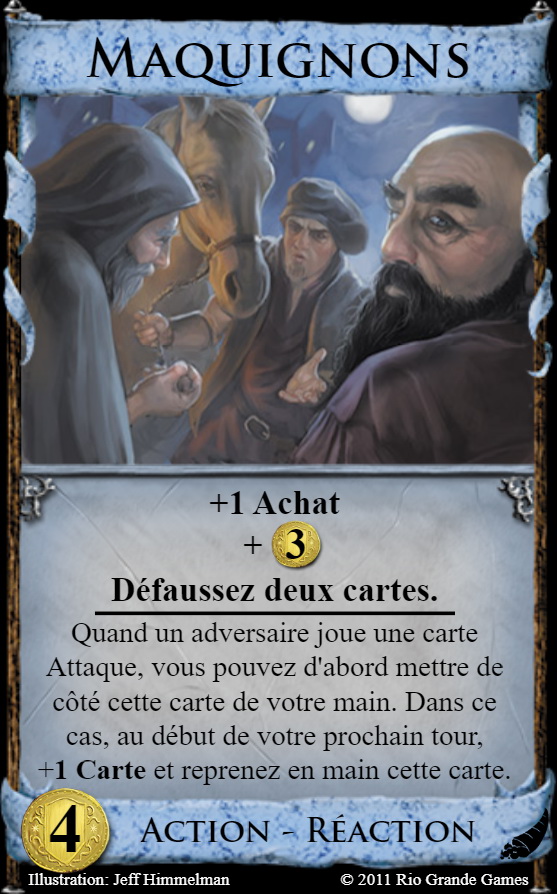 Maquignons
+1 Achat
+ 3
Défaussez deux cartes.
Quand un adversaire joue une carte
Attaque, vous pouvez d'abord mettre de
côté cette carte de votre main. Dans ce
cas, au début de votre prochain tour,
+1 Carte et reprenez en main cette carte.
4 Action - Réaction
Illustration: Jeff Himmelman © 2011 Rio Grande Games